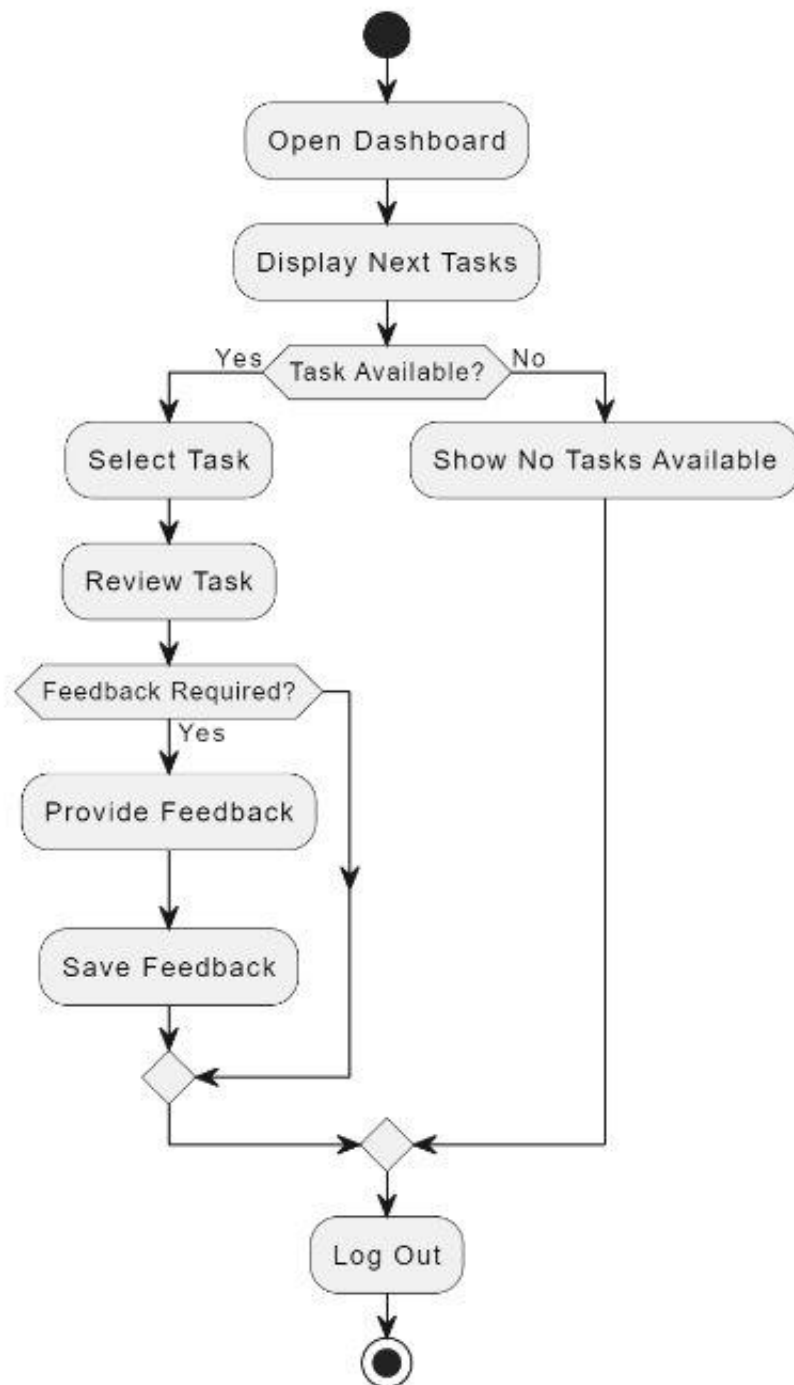 Open Dashboard
Display Next Tasks
Yes
Task Available?
No
Select Task
Show No Tasks Available
Review Task
Feedback Required?
Yes
Provide Feedback
Save Feedback
Log Out